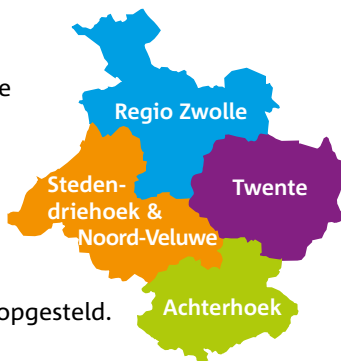 e
Regio Zwolle
Steden-
driehoek &
Noord-Veluwe
Twente
Achterhoek
opgesteld.